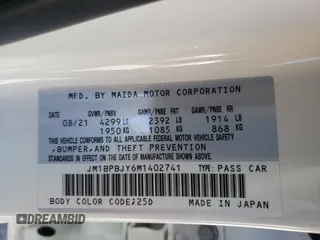 MFD. BY MAZDA MOTOR CORPORATION
DATE GVWR/PNBV GAWR/PNBE FRT GAWR/PNBE RR
08/21 4299 LB 2392 LB 1914 LB
1950 KG 1085 KG 868 KG
THIS VEHICLE CONFORMS TO ALL APPLICABLE
FEDERAL MOTOR VEHICLE SAFETY
, BUMPER, AND THEFT PREVENTION
STANDARDS IN EFFECT ON THE DATE OF MANUFACTURE SHOWN ABOVE.
JM1BPBJY6M1402741 TYPE: PASS CAR
BODY COLOR;25D MADE IN JAPAN
DREAMBID